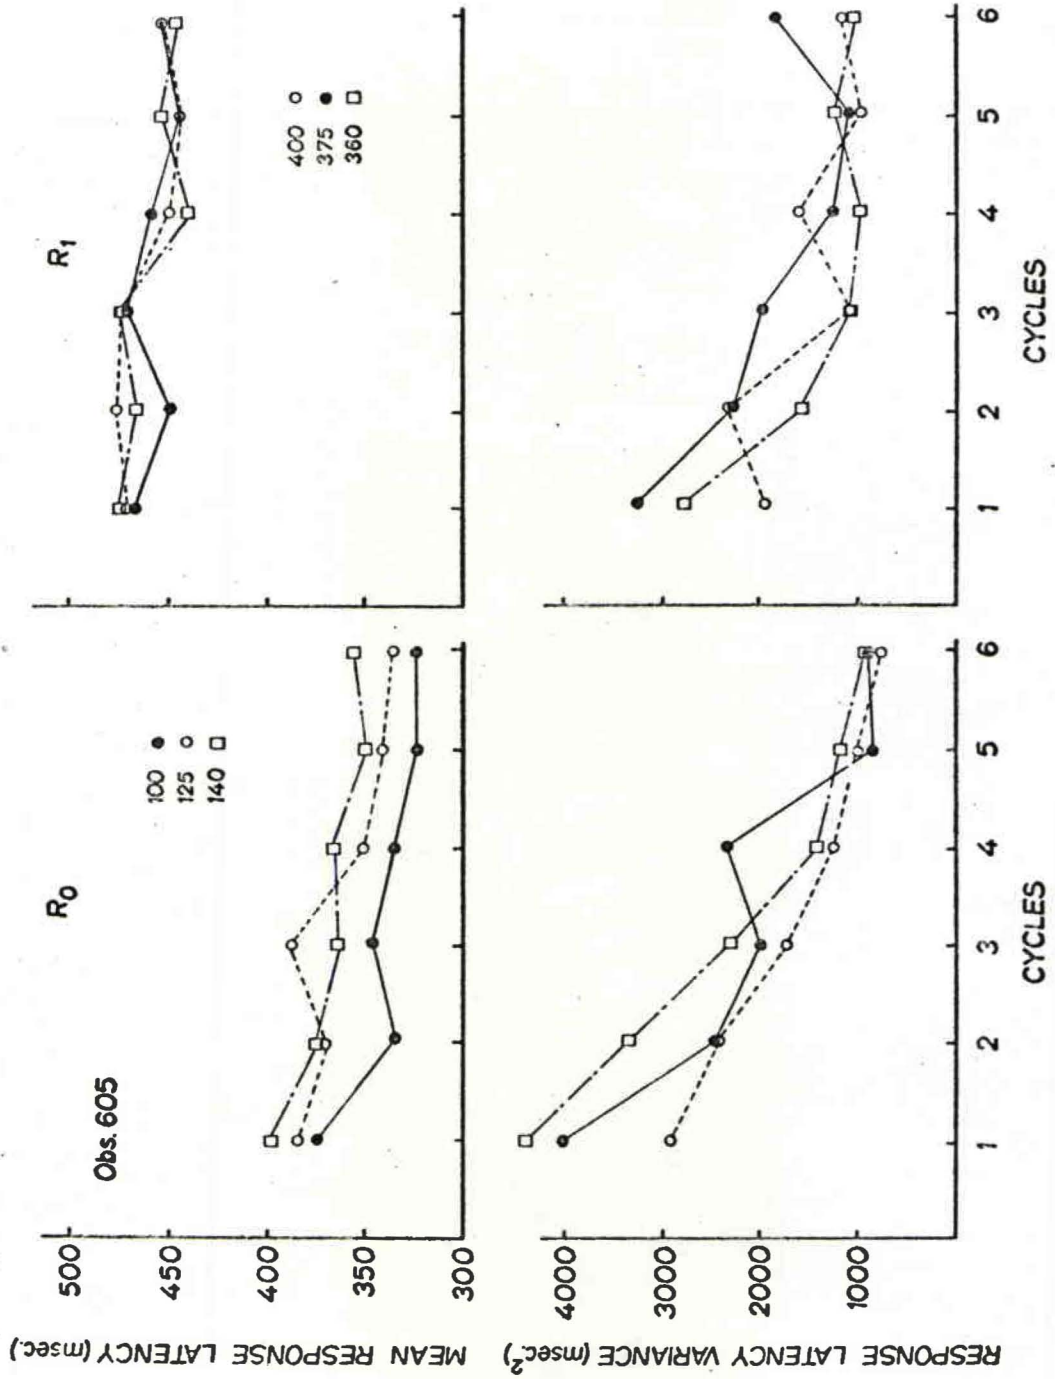 Obs. 605
R0
R1
100
125
140
400
375
360
MEAN RESPONSE LATENCY (msec.)
500
450
400
350
300
RESPONSE LATENCY VARIANCE (msec.²)
4000
3000
2000
1000
1 2 3 4 5 6
CYCLES
1 2 3 4 5 6
CYCLES